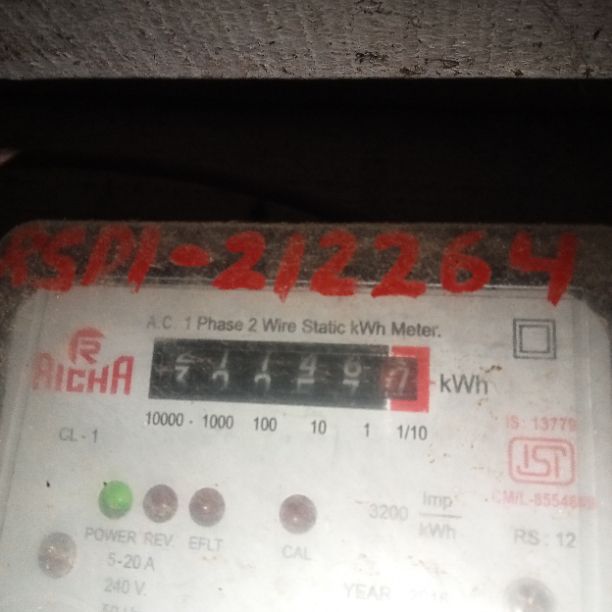 RSP1-212264
A.C. 1 Phase 2 Wire Static kWh Meter.
RICHA
kWh
10000 - 1000 100 10 1 1/10
CL - 1
IS: 13779
ISI
3200 Imp
kWh
POWER REV. EFLT CAL
RS : 12
5-20 A
240 V.
YEAR